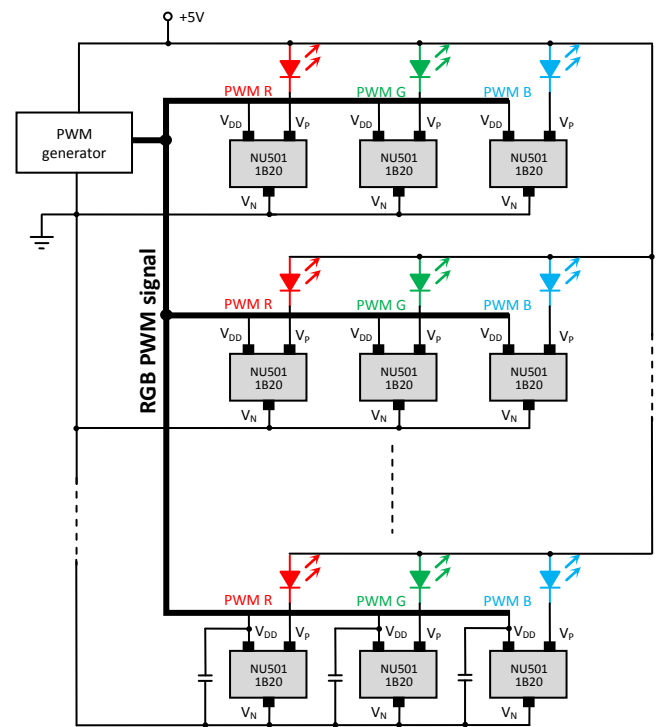 +5V
PWM R
PWM G
PWM B
PWM
generator
VDD
VP
VDD
VP
VDD
VP
NU501
1B20
NU501
1B20
NU501
1B20
VN
VN
VN
RGB PWM signal
PWM R
PWM G
PWM B
VDD
VP
VDD
VP
VDD
VP
NU501
1B20
NU501
1B20
NU501
1B20
VN
VN
VN
PWM R
PWM G
PWM B
VDD
VP
VDD
VP
VDD
VP
NU501
1B20
NU501
1B20
NU501
1B20
VN
VN
VN